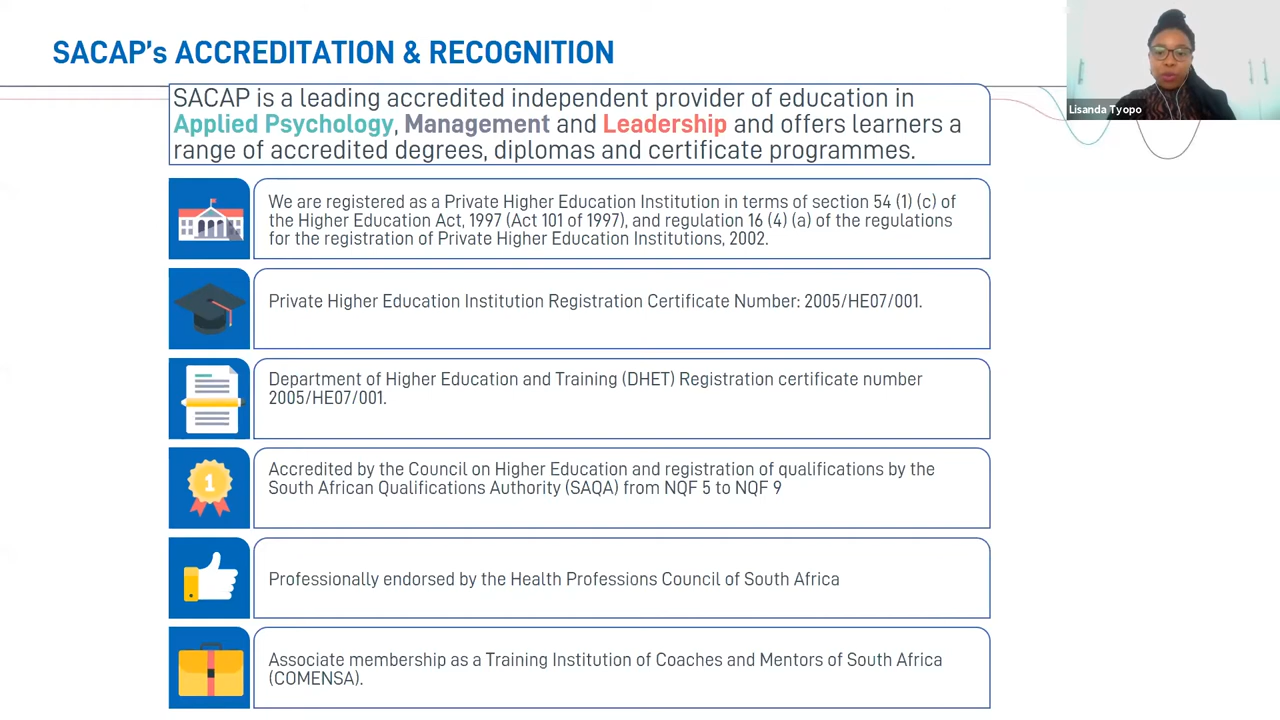 SACAP's ACCREDITATION & RECOGNITION
Lisanda Tyopo
SACAP is a leading accredited independent provider of education in
Applied Psychology, Management and Leadership and offers learners a
range of accredited degrees, diplomas and certificate programmes.
We are registered as a Private Higher Education Institution in terms of section 54 (1) (c) of
the Higher Education Act, 1997 (Act 101 of 1997), and regulation 16 (4) (a) of the regulations
for the registration of Private Higher Education Institutions, 2002.
Private Higher Education Institution Registration Certificate Number: 2005/HE07/001.
Department of Higher Education and Training (DHET) Registration certificate number
2005/HE07/001.
1
Accredited by the Council on Higher Education and registration of qualifications by the
South African Qualifications Authority (SAQA) from NQF 5 to NQF 9
Professionally endorsed by the Health Professions Council of South Africa
Associate membership as a Training Institution of Coaches and Mentors of South Africa
(COMENSA).